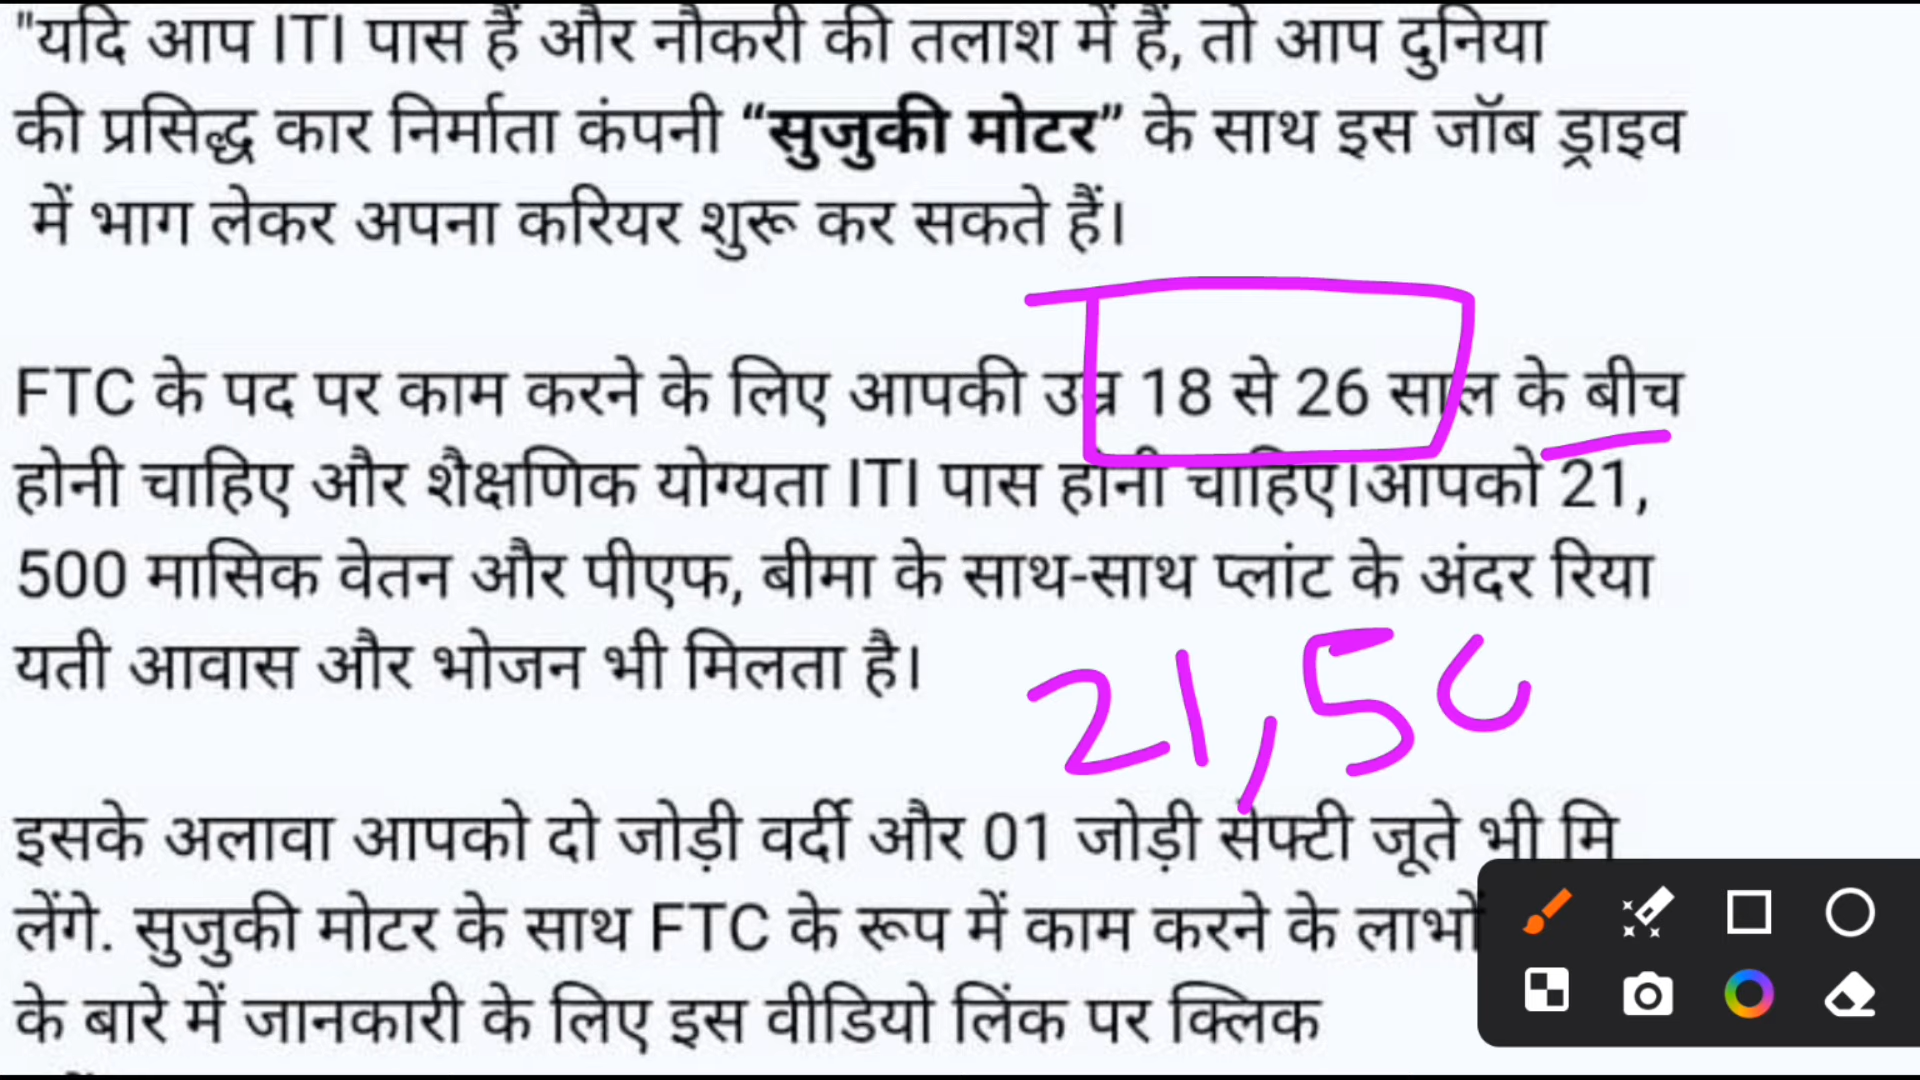 "यदि आप ITI पास हैं और नौकरी की तलाश में हैं, तो आप दुनिया
की प्रसिद्ध कार निर्माता कंपनी “सुजुकी मोटर” के साथ इस जॉब ड्राइव
में भाग लेकर अपना करियर शुरू कर सकते हैं।
FTC के पद पर काम करने के लिए आपकी उम्र 18 से 26 साल के बीच
होनी चाहिए और शैक्षणिक योग्यता ITI पास होनी चाहिए।आपको 21,
500 मासिक वेतन और पीएफ, बीमा के साथ-साथ प्लांट के अंदर रिया
यती आवास और भोजन भी मिलता है।
21,50
इसके अलावा आपको दो जोड़ी वर्दी और 01 जोड़ी सेफ्टी जूते भी मि
लेंगे. सुजुकी मोटर के साथ FTC के रूप में काम करने के लाभों
के बारे में जानकारी के लिए इस वीडियो लिंक पर क्लिक